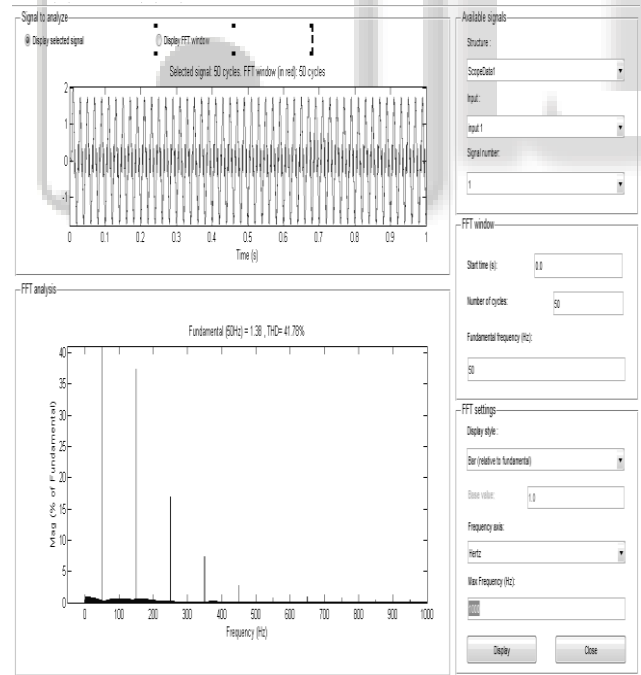 Signal to analyze
Display selected signal
Display FFT window
Selected signal: 50 cycles. FFT window (in red): 50 cycles
2
1
0
-1
0 0.1 0.2 0.3 0.4 0.5 0.6 0.7 0.8 0.9 1
Time (s)
FFT analysis
Fundamental (50Hz) = 1.38 , THD= 41.78%
Mag (% of Fundamental)
40
35
30
25
20
15
10
5
0
0 100 200 300 400 500 600 700 800 900 1000
Frequency (Hz)
Available signals
Structure :
ScopeData1
Input :
input 1
Signal number:
1
FFT window
Start time (s):
0.0
Number of cycles:
50
Fundamental frequency (Hz):
50
FFT settings
Display style :
Bar (relative to fundamental)
Base value:
1.0
Frequency axis:
Hertz
Max Frequency (Hz):
1000
Display
Close